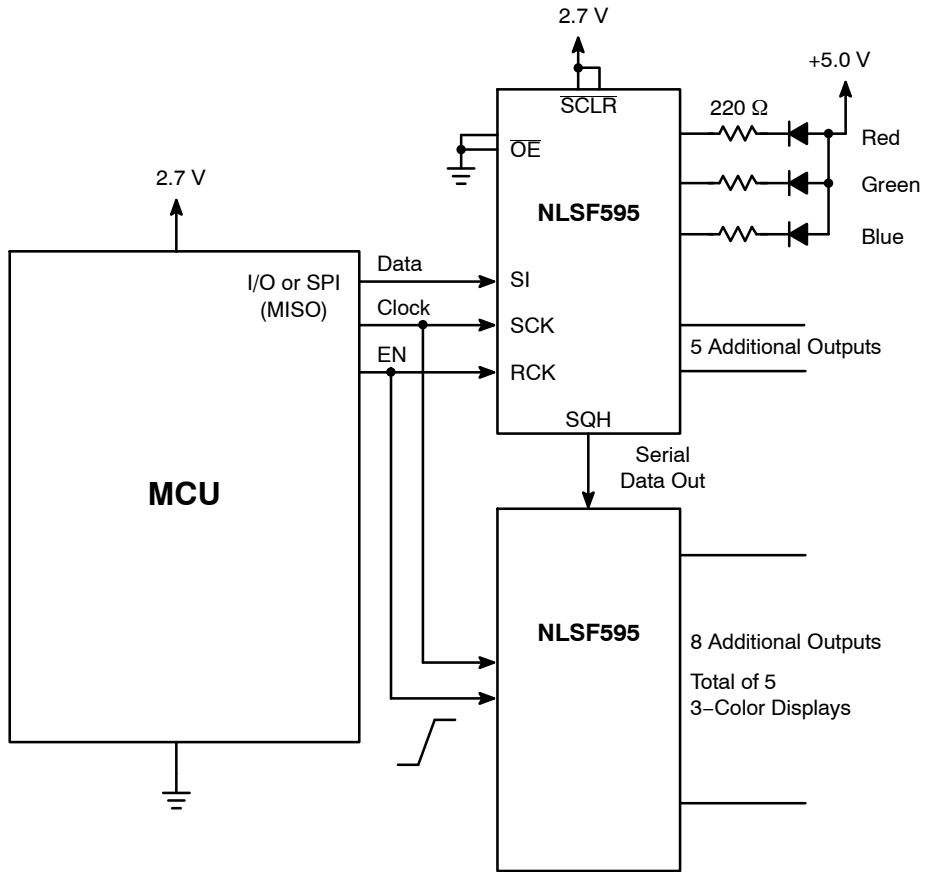 2.7 V
+5.0 V
S̅C̅L̅R̅
220 Ω
Red
O̅E̅
Green
2.7 V
NLSF595
Blue
I/O or SPI
(MISO)
Data
SI
Clock
SCK
5 Additional Outputs
EN
RCK
SQH
Serial
Data Out
MCU
NLSF595
8 Additional Outputs
Total of 5
3−Color Displays